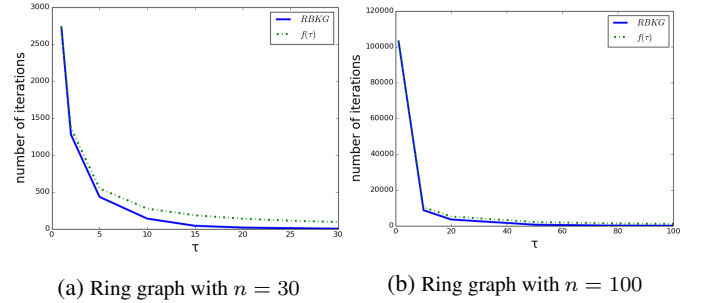 3000
2500
2000
1500
1000
500
0
0
5
10
15
20
25
30
number of iterations
τ
RBKG
f(τ)
(a) Ring graph with n = 30
120000
100000
80000
60000
40000
20000
0
0
20
40
60
80
100
number of iterations
τ
RBKG
f(τ)
(b) Ring graph with n = 100